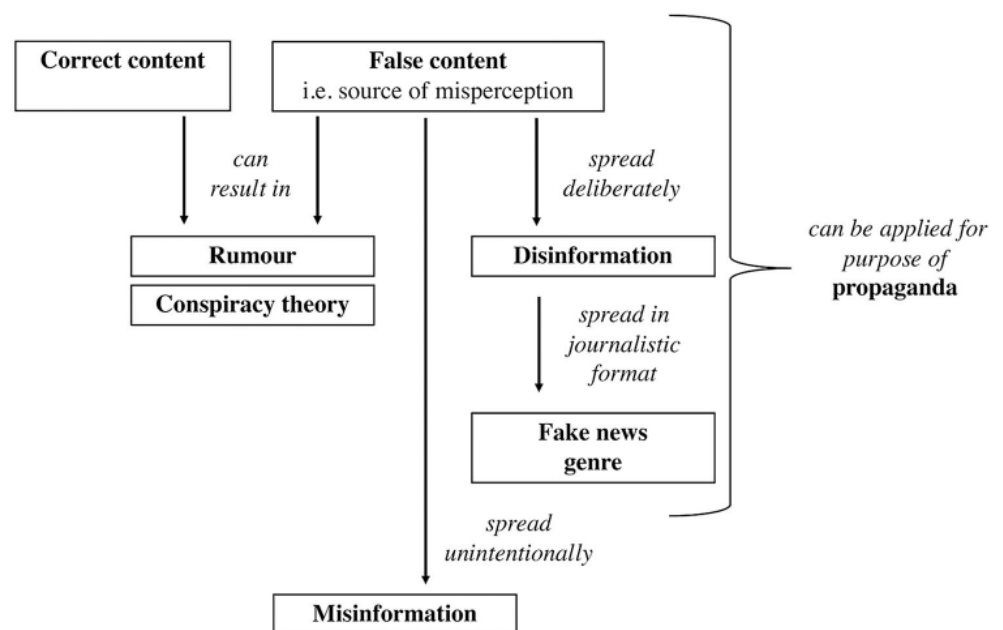 Correct content
False content
i.e. source of misperception
can
result in
spread
deliberately
Rumour
Conspiracy theory
Disinformation
can be applied for
purpose of
propaganda
spread in
journalistic
format
Fake news
genre
spread
unintentionally
Misinformation